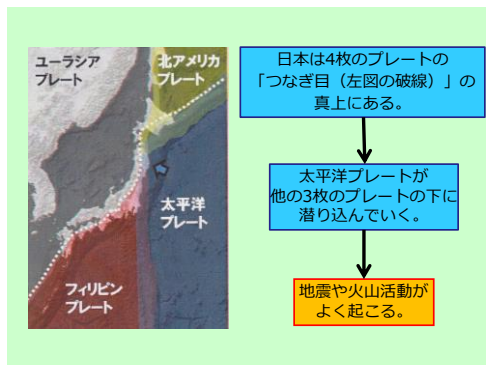 ユーラシア
プレート
北アメリカ
プレート
太平洋
プレート
フィリピン
プレート
日本は4枚のプレートの
「つなぎ目（左図の破線）」の
真上にある。
太平洋プレートが
他の3枚のプレートの下に
潜り込んでいく。
地震や火山活動が
よく起こる。